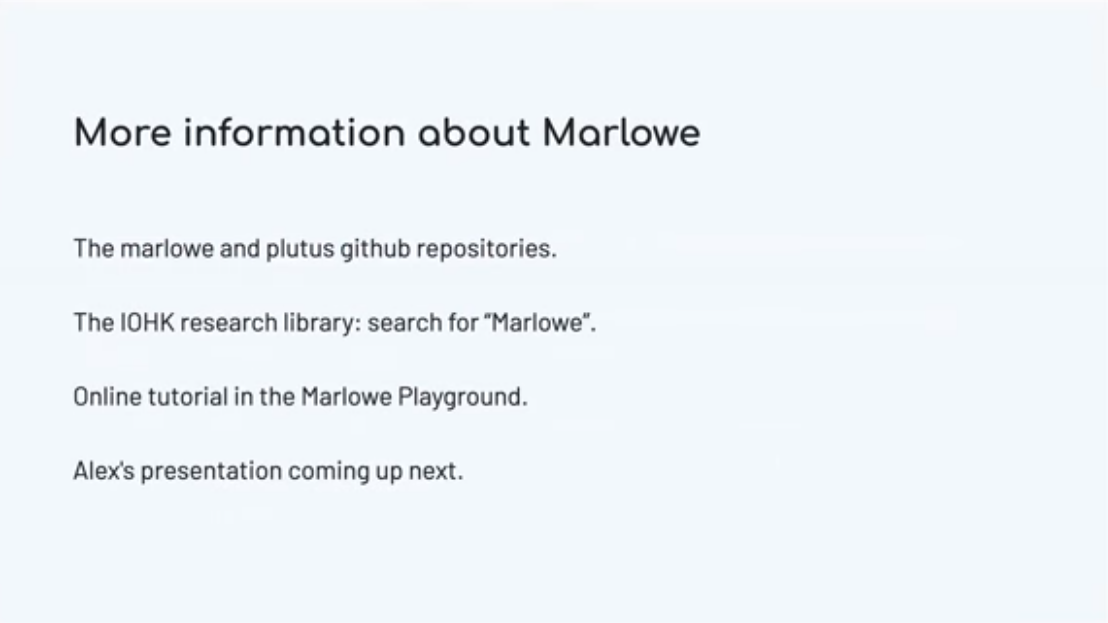 More information about Marlowe
The marlowe and plutus github repositories.
The IOHK research library: search for “Marlowe”.
Online tutorial in the Marlowe Playground.
Alex's presentation coming up next.